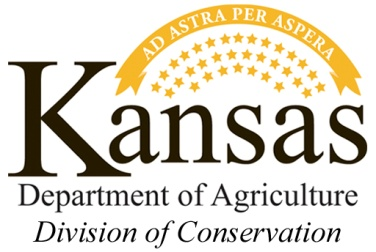 AD ASTRA PER ASPERA
Kansas
Department of Agriculture
Division of Conservation